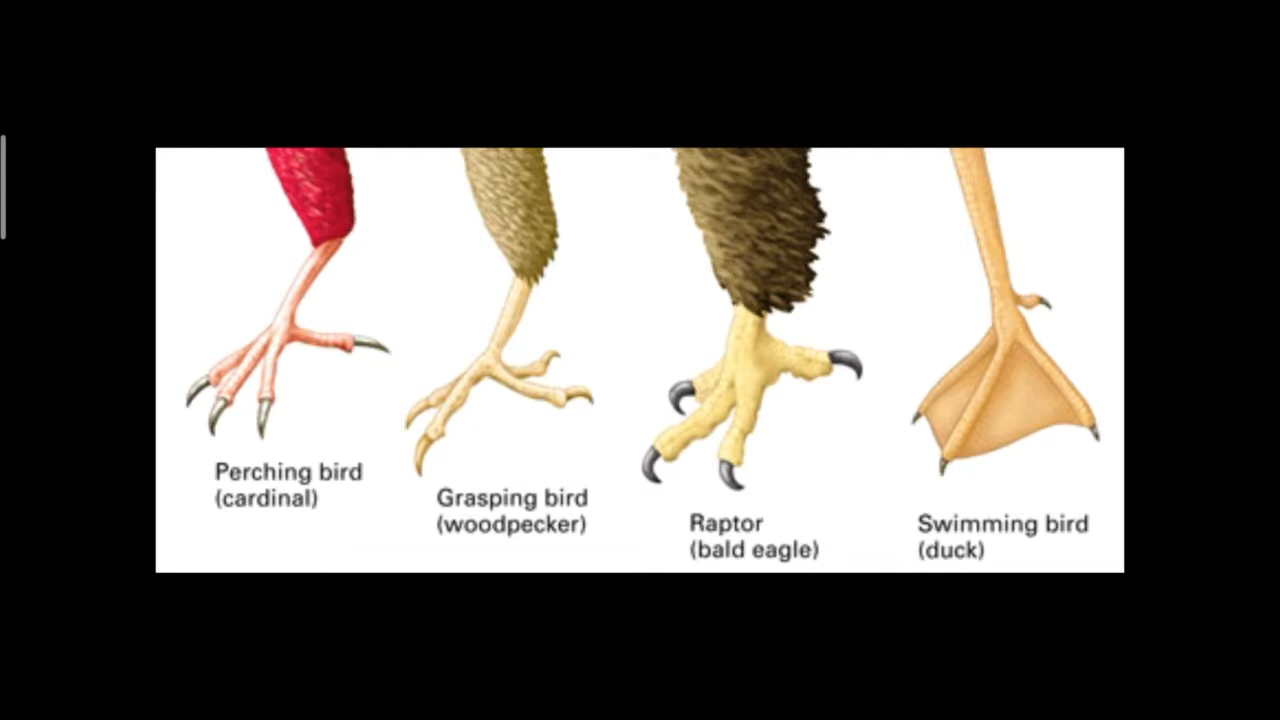 Perching bird
(cardinal)
Grasping bird
(woodpecker)
Raptor
(bald eagle)
Swimming bird
(duck)